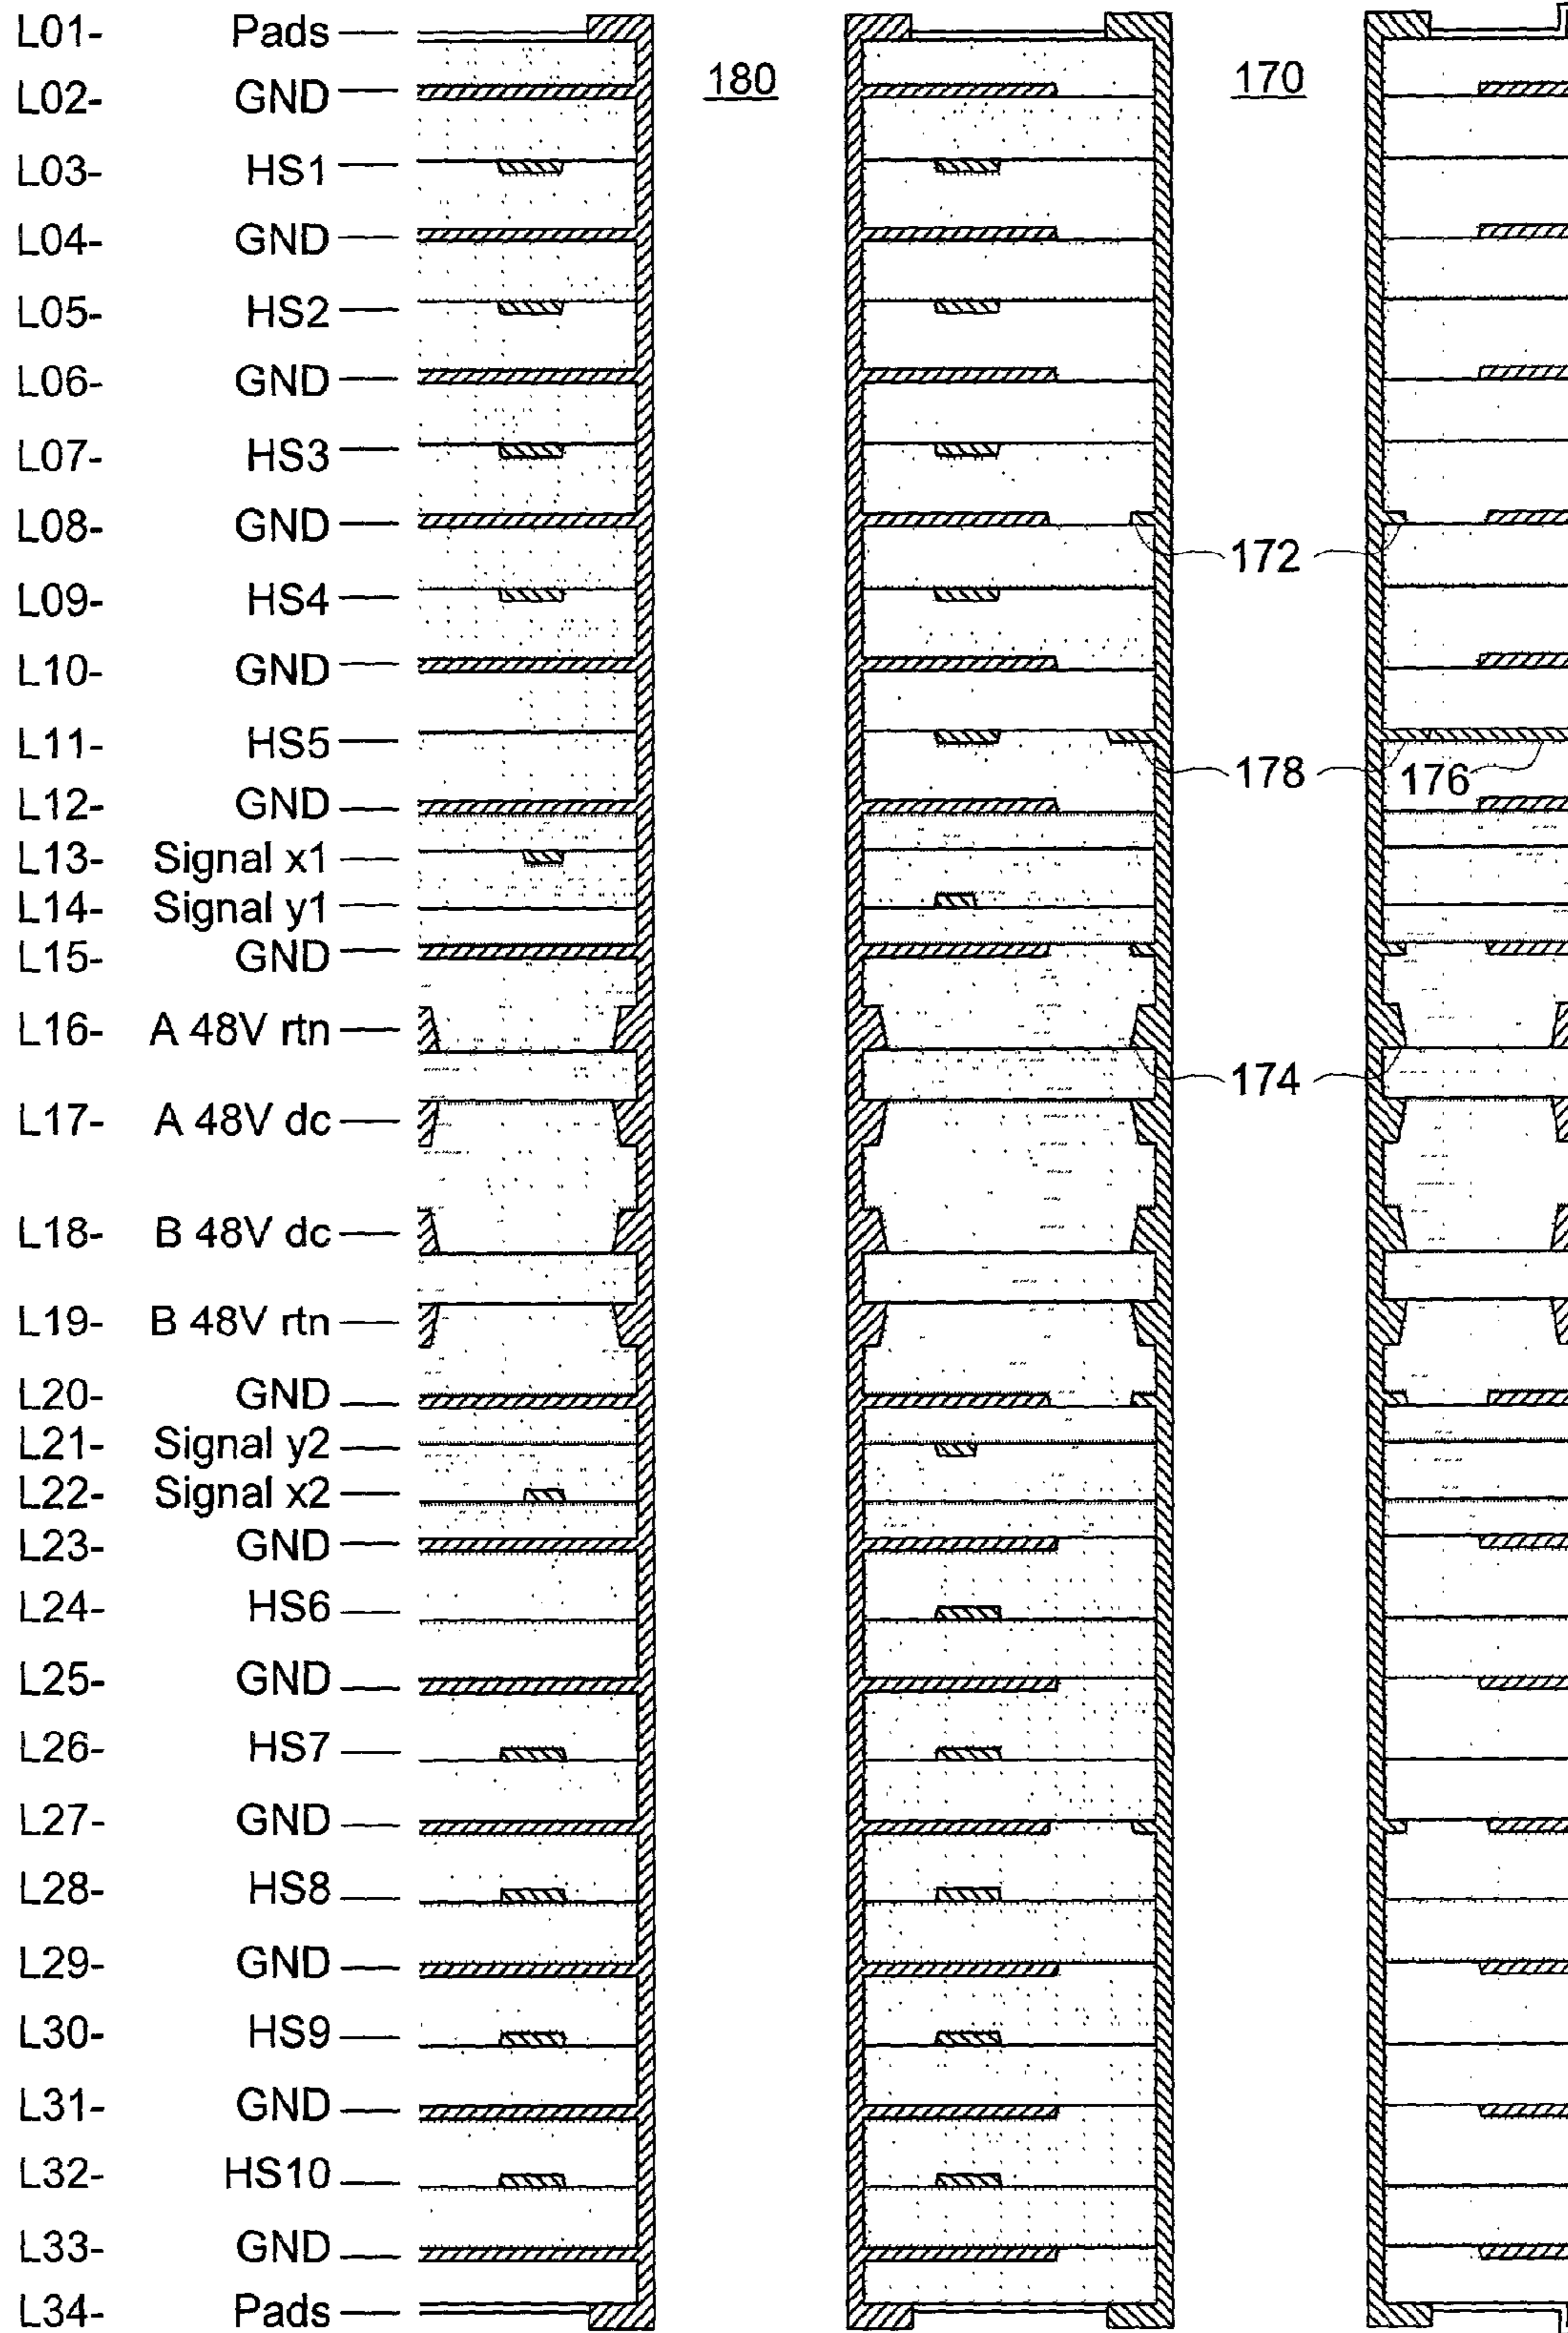 L01- Pads
180
170
L02- GND
L03- HS1
L04- GND
L05- HS2
L06- GND
L07- HS3
L08- GND
172
L09- HS4
L10- GND
L11- HS5
178
176
L12- GND
L13- Signal x1
L14- Signal y1
L15- GND
L16- A 48V rtn
174
L17- A 48V dc
L18- B 48V dc
L19- B 48V rtn
L20- GND
L21- Signal y2
L22- Signal x2
L23- GND
L24- HS6
L25- GND
L26- HS7
L27- GND
L28- HS8
L29- GND
L30- HS9
L31- GND
L32- HS10
L33- GND
L34- Pads